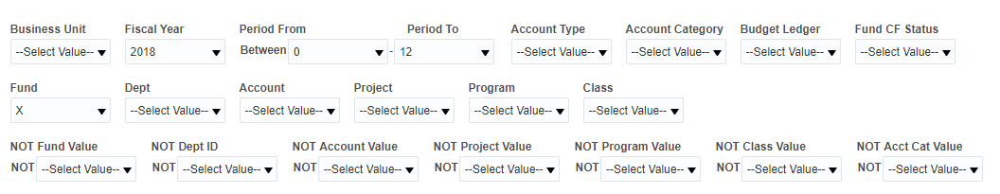 Business Unit Fiscal Year Period From Period To Account Type Account Category Budget Ledger Fund CF Status
--Select Value-- 2018 Between 0 - 12 --Select Value-- --Select Value-- --Select Value-- --Select Value--
Fund Dept Account Project Program Class
X --Select Value-- --Select Value-- --Select Value-- --Select Value-- --Select Value--
NOT Fund Value NOT Dept ID NOT Account Value NOT Project Value NOT Program Value NOT Class Value NOT Acct Cat Value
NOT --Select Value-- NOT --Select Value-- NOT --Select Value-- NOT --Select Value-- NOT --Select Value-- NOT --Select Value-- NOT --Select Value--